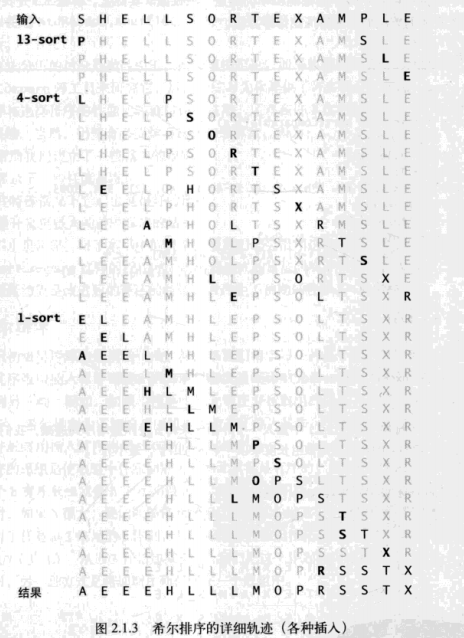 输入 S H E L L S O R T E X A M P L E
13-sort P H E L L S O R T E X A M S L E
P H E L L S O R T E X A M S L E
P H E L L S O R T E X A M S L E
4-sort L H E L P S O R T E X A M S L E
L H E L P S O R T E X A M S L E
L H E L P S O R T E X A M S L E
L H E L P S O R T E X A M S L E
L H E L P S O R T E X A M S L E
L E E L P H O R T S X A M S L E
L E E L P H O R T S X A M S L E
L E E A P H O L T S X R M S L E
L E E A M H O L P S X R T S L E
L E E A M H O L P S X R T S L E
L E E A M H L L P S O R T S X E
L E E A M H L E P S O L T S X R
1-sort E L E A M H L E P S O L T S X R
E E L A M H L E P S O L T S X R
A E E L M H L E P S O L T S X R
A E E L M H L E P S O L T S X R
A E E H L M L E P S O L T S X R
A E E H L L M E P S O L T S X R
A E E E H L L M P S O L T S X R
A E E E H L L M P S O L T S X R
A E E E H L L M P S O L T S X R
A E E E H L L M O P S L T S X R
A E E E H L L L M O P S T S X R
A E E E H L L L M O P S T S X R
A E E E H L L L M O P S S T X R
A E E E H L L L M O P S S T X R
A E E E H L L L M O P R S S T X
结果 A E E E H L L L M O P R S S T X
图 2.1.3 希尔排序的详细轨迹（各种插入）